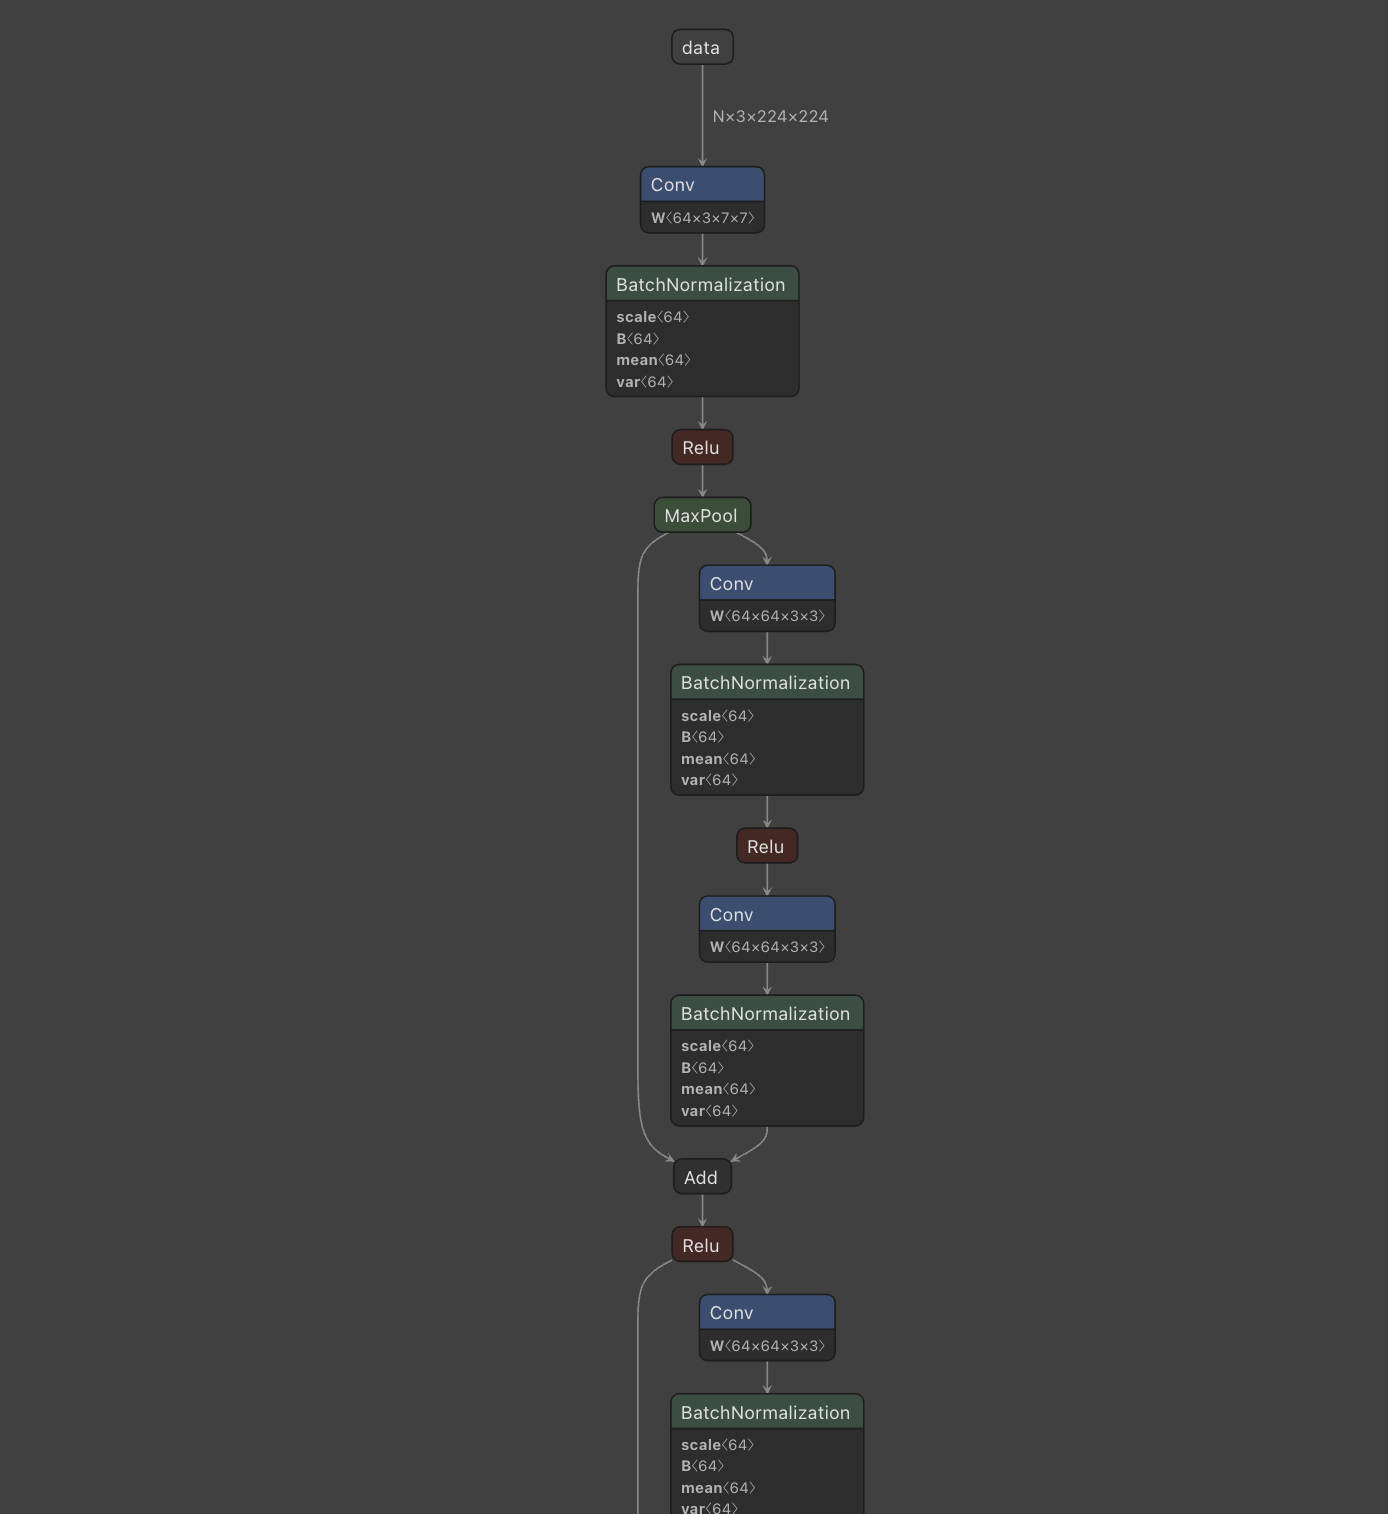 data
N×3×224×224
Conv
W〈64×3×7×7〉
BatchNormalization
scale〈64〉
B〈64〉
mean〈64〉
var〈64〉
Relu
MaxPool
Conv
W〈64×64×3×3〉
BatchNormalization
scale〈64〉
B〈64〉
mean〈64〉
var〈64〉
Relu
Conv
W〈64×64×3×3〉
BatchNormalization
scale〈64〉
B〈64〉
mean〈64〉
var〈64〉
Add
Relu
Conv
W〈64×64×3×3〉
BatchNormalization
scale〈64〉
B〈64〉
mean〈64〉
var〈64〉